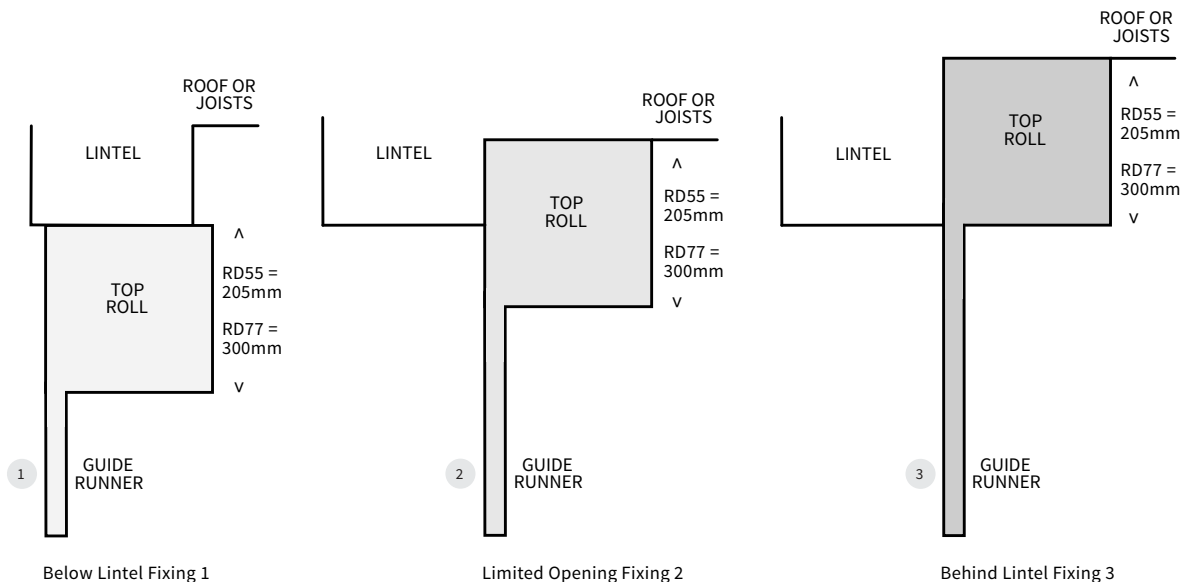 ROOF OR
JOISTS
LINTEL
TOP
ROLL
˄
RD55 =
205mm
RD77 =
300mm
˅
1
GUIDE
RUNNER
Below Lintel Fixing 1
ROOF OR
JOISTS
LINTEL
TOP
ROLL
˄
RD55 =
205mm
RD77 =
300mm
˅
2
GUIDE
RUNNER
Limited Opening Fixing 2
ROOF OR
JOISTS
LINTEL
TOP
ROLL
˄
RD55 =
205mm
RD77 =
300mm
˅
3
GUIDE
RUNNER
Behind Lintel Fixing 3